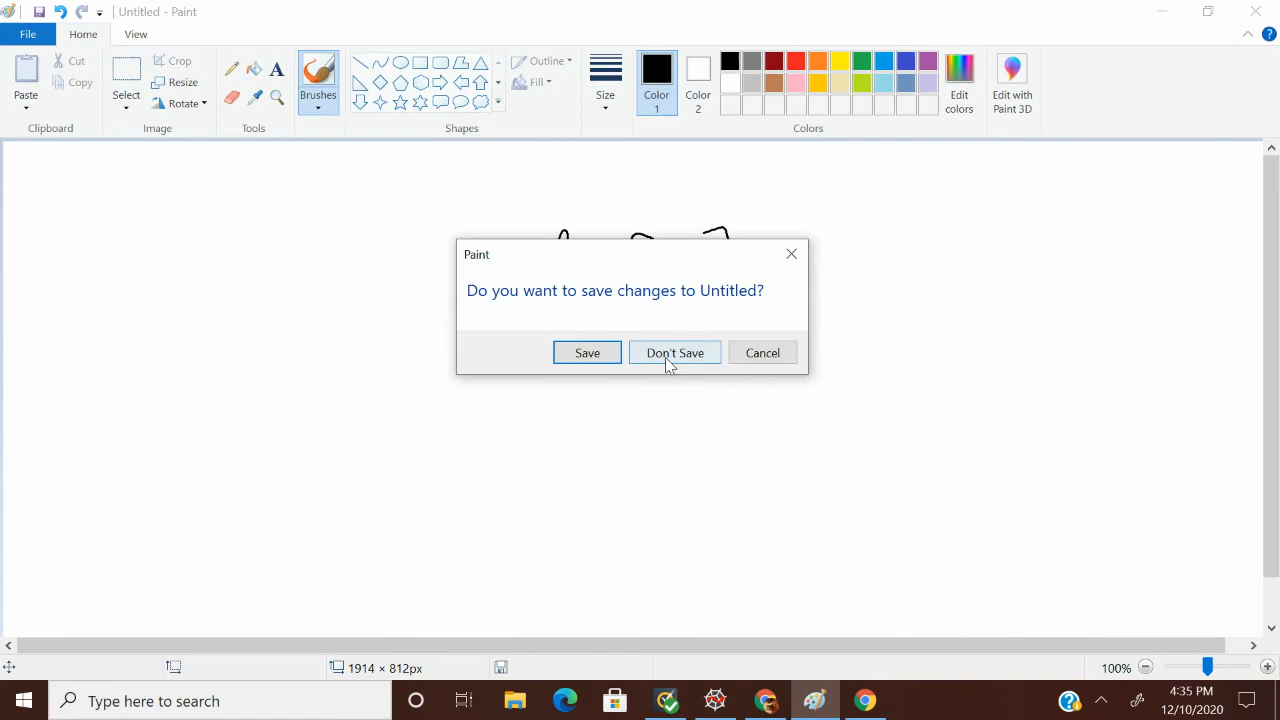 Untitled - Paint
File Home View
Paste Cut Copy Clipboard
Select Crop Resize Rotate Image
Tools
Brushes
Outline Fill Shapes
Size
Color 1 Color 2
Edit colors
Colors
Edit with Paint 3D
Paint
Do you want to save changes to Untitled?
Save Don't Save Cancel
1914 × 812px 100%
Type here to search
4:35 PM
12/10/2020